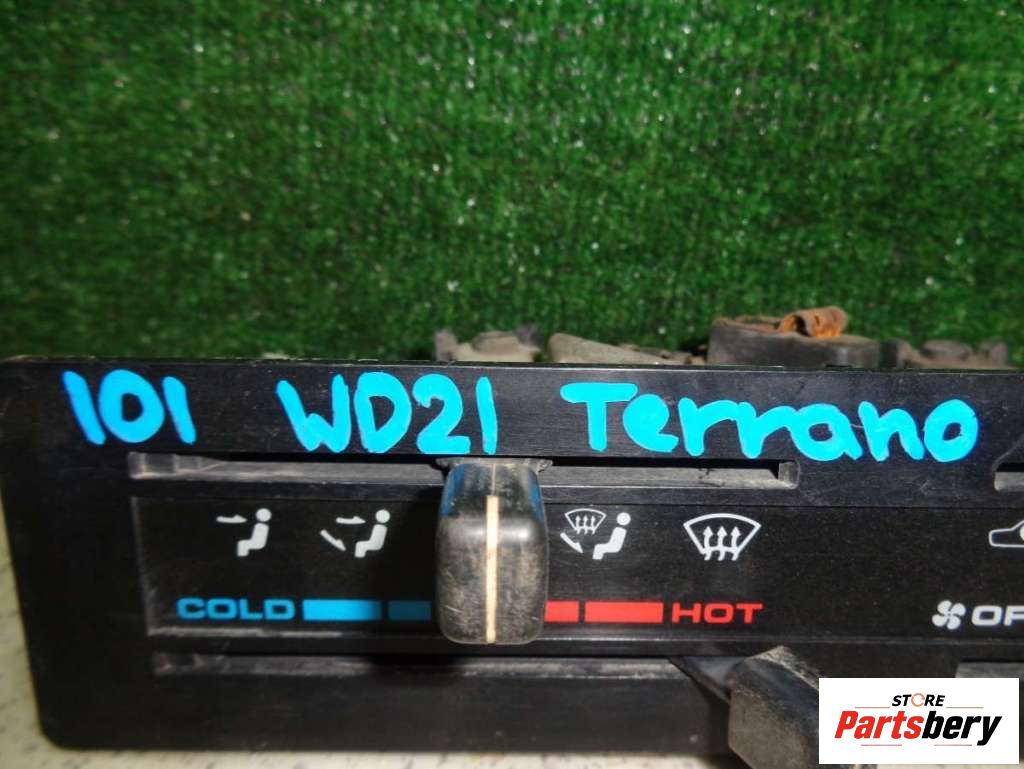 101 WD21 Terrano
COLD HOT
STORE
Partsbery